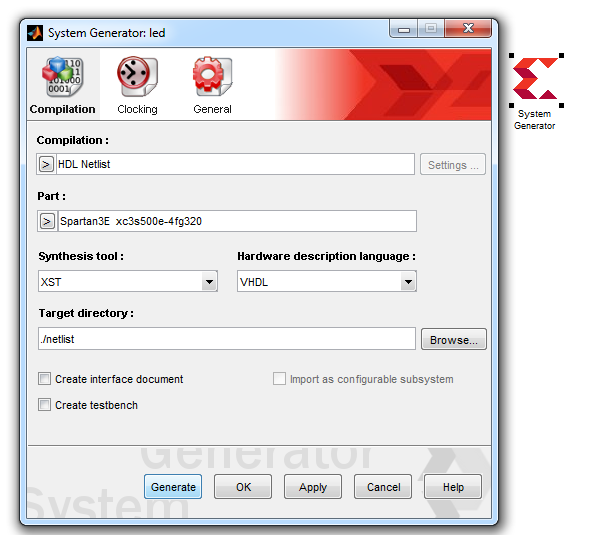 System Generator: led
Compilation
Clocking
General
System
Generator
Compilation :
> HDL Netlist
Settings ...
Part :
> Spartan3E xc3s500e-4fg320
Synthesis tool :
Hardware description language :
XST
VHDL
Target directory :
./netlist
Browse...
Create interface document
Import as configurable subsystem
Create testbench
Generator
System
Generate
OK
Apply
Cancel
Help